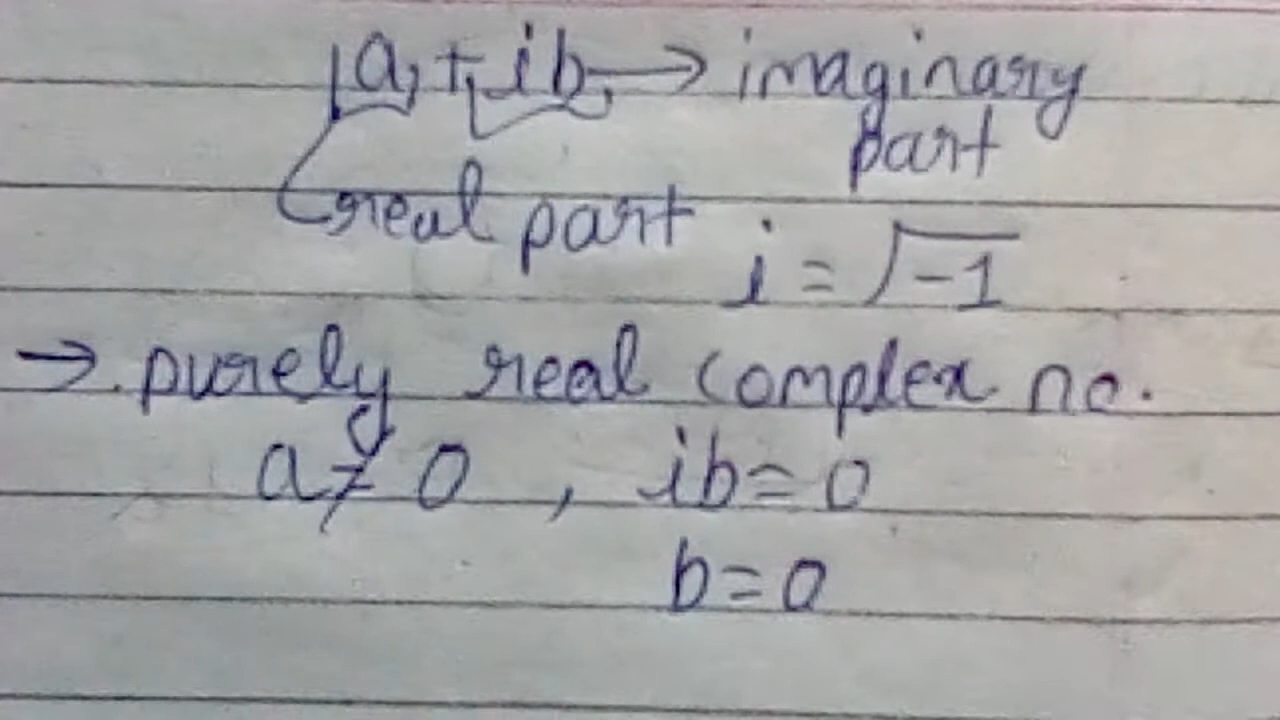 a + ib → imaginary
part
real part
i = √-1
→ purely real complex no.
a ≠ 0 , ib = 0
b = 0